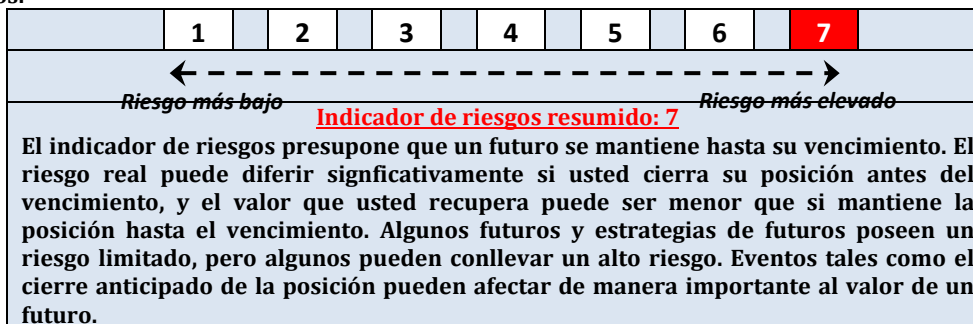 os.
1 2 3 4 5 6 7
Riesgo más bajo Riesgo más elevado
Indicador de riesgos resumido: 7
El indicador de riesgos presupone que un futuro se mantiene hasta su vencimiento. El
riesgo real puede diferir signficativamente si usted cierra su posición antes del
vencimiento, y el valor que usted recupera puede ser menor que si mantiene la
posición hasta el vencimiento. Algunos futuros y estrategias de futuros poseen un
riesgo limitado, pero algunos pueden conllevar un alto riesgo. Eventos tales como el
cierre anticipado de la posición pueden afectar de manera importante al valor de un
futuro.